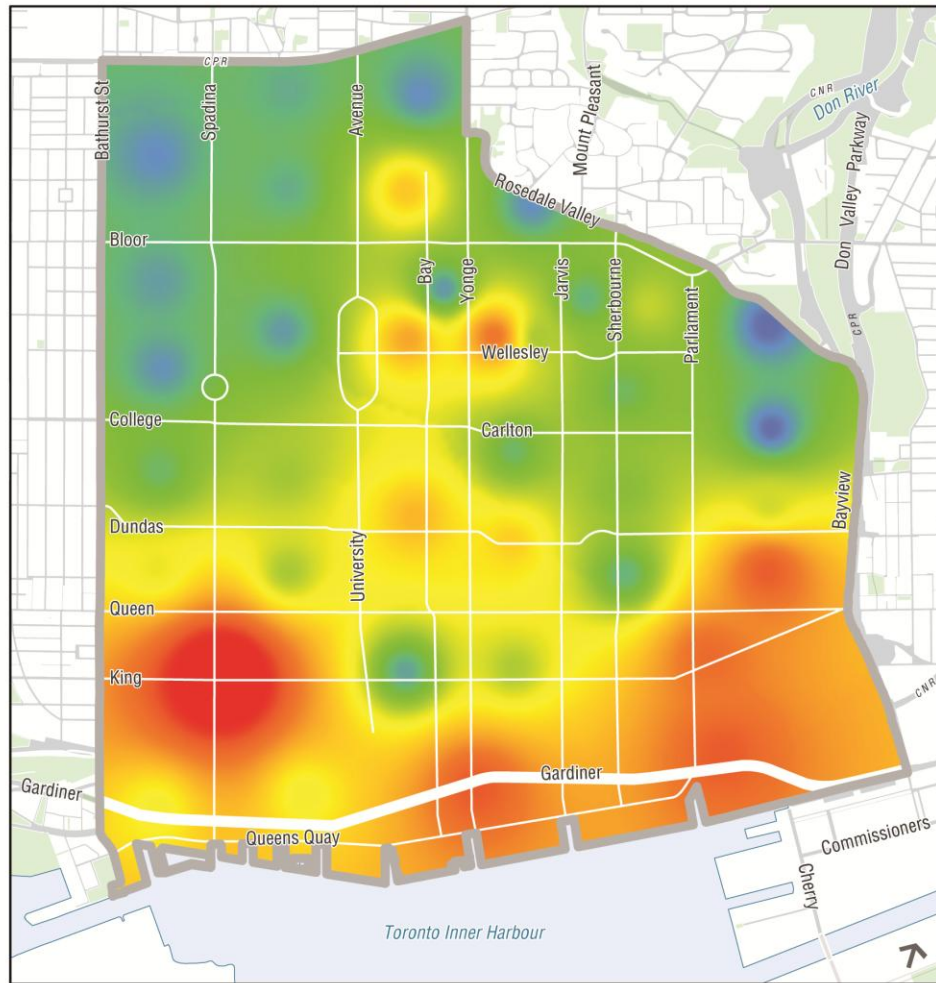 CPR
CNR
Don River
Bathurst St
Spadina
Avenue
Mount Pleasant
Don Valley Parkway
Rosedale Valley
Bloor
Bay
Yonge
Jarvis
Sherbourne
Parliament
CPR
Wellesley
College
Carlton
Bayview
Dundas
University
Queen
King
CNR
Gardiner
Gardiner
Queens Quay
Commissioners
Cherry
Toronto Inner Harbour